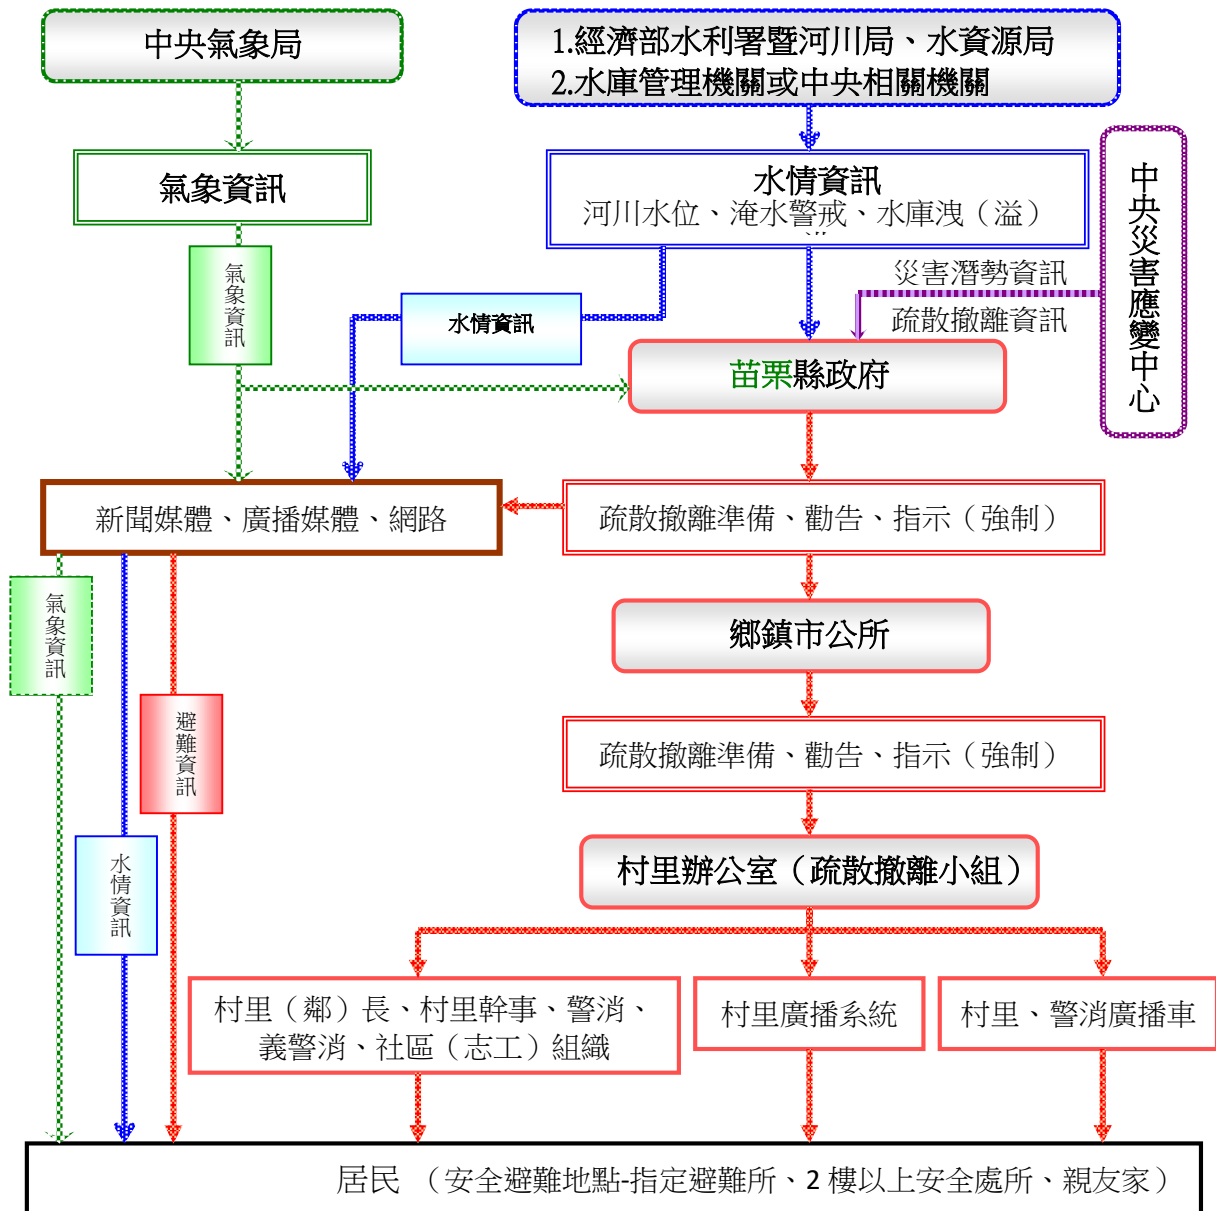 中央氣象局
1.經濟部水利署暨河川局、水資源局
2.水庫管理機關或中央相關機關
氣象資訊
水情資訊
河川水位、淹水警戒、水庫洩（溢）
中央災害應變中心
氣象資訊
水情資訊
災害潛勢資訊
疏散撤離資訊
苗栗縣政府
新聞媒體、廣播媒體、網路
疏散撤離準備、勸告、指示（強制）
氣象資訊
鄉鎮市公所
避難資訊
疏散撤離準備、勸告、指示（強制）
水情資訊
村里辦公室（疏散撤離小組）
村里（鄰）長、村里幹事、警消、
義警消、社區（志工）組織
村里廣播系統
村里、警消廣播車
居民 （安全避難地點-指定避難所、2 樓以上安全處所、親友家）